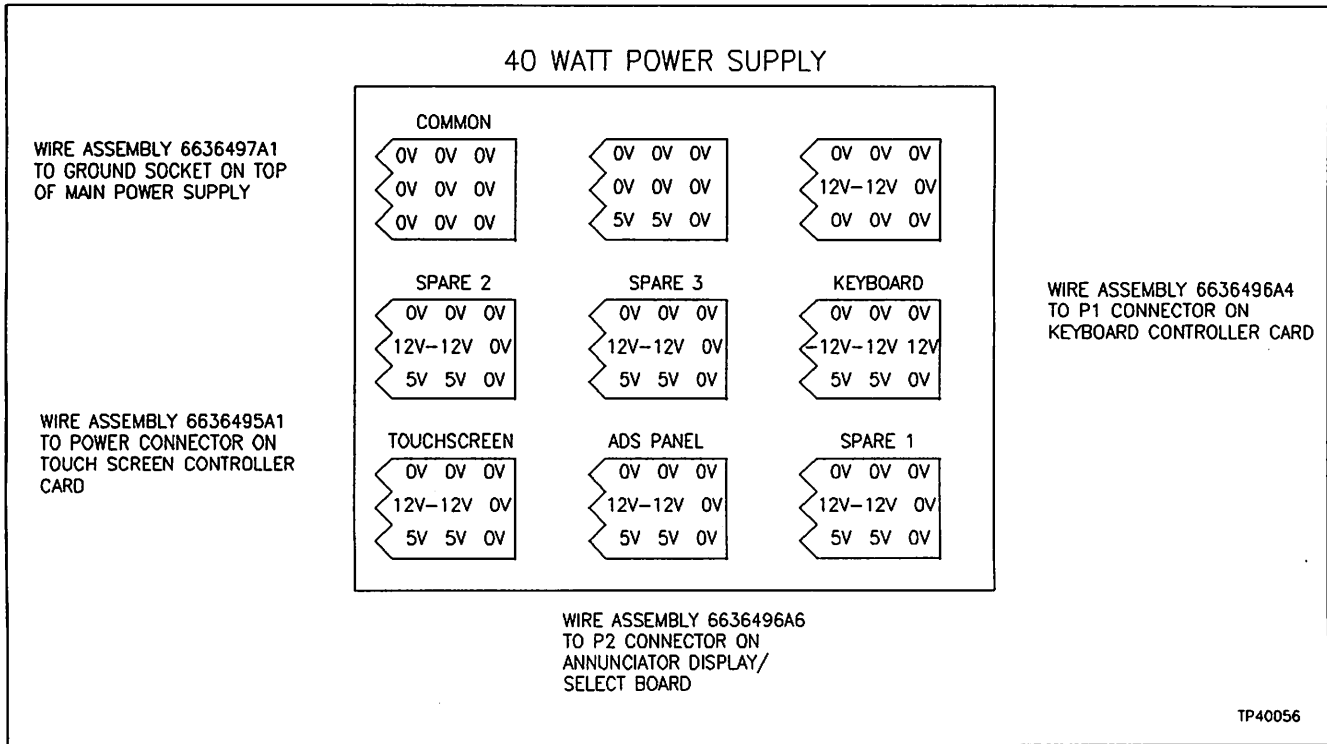 40 WATT POWER SUPPLY
WIRE ASSEMBLY 6636497A1
TO GROUND SOCKET ON TOP
OF MAIN POWER SUPPLY
COMMON
0V 0V 0V
0V 0V 0V
0V 0V 0V
0V 0V 0V
0V 0V 0V
5V 5V 0V
0V 0V 0V
12V-12V 0V
0V 0V 0V
SPARE 2
0V 0V 0V
12V-12V 0V
5V 5V 0V
SPARE 3
0V 0V 0V
12V-12V 0V
5V 5V 0V
KEYBOARD
0V 0V 0V
-12V-12V 12V
5V 5V 0V
WIRE ASSEMBLY 6636496A4
TO P1 CONNECTOR ON
KEYBOARD CONTROLLER CARD
WIRE ASSEMBLY 6636495A1
TO POWER CONNECTOR ON
TOUCH SCREEN CONTROLLER
CARD
TOUCHSCREEN
0V 0V 0V
12V-12V 0V
5V 5V 0V
ADS PANEL
0V 0V 0V
12V-12V 0V
5V 5V 0V
SPARE 1
0V 0V 0V
12V-12V 0V
5V 5V 0V
WIRE ASSEMBLY 6636496A6
TO P2 CONNECTOR ON
ANNUNCIATOR DISPLAY/
SELECT BOARD
TP40056